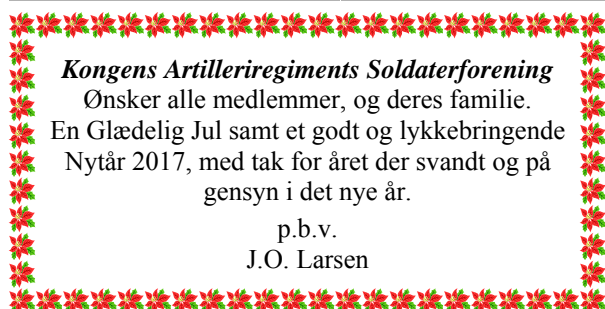 Kongens Artilleriregiments Soldaterforening
Ønsker alle medlemmer, og deres familie.
En Glædelig Jul samt et godt og lykkebringende
Nytår 2017, med tak for året der svandt og på
gensyn i det nye år.
p.b.v.
J.O. Larsen